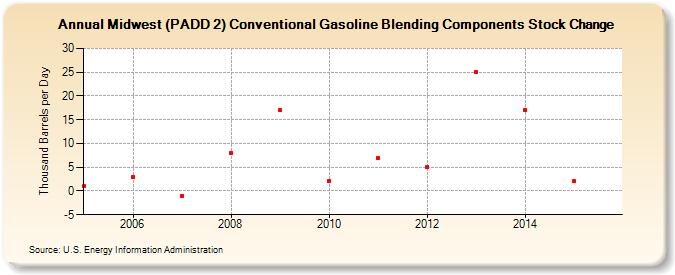 Annual Midwest (PADD 2) Conventional Gasoline Blending Components Stock Change
Thousand Barrels per Day
30
25
20
15
10
5
0
-5
2006 2008 2010 2012 2014
Source: U.S. Energy Information Administration